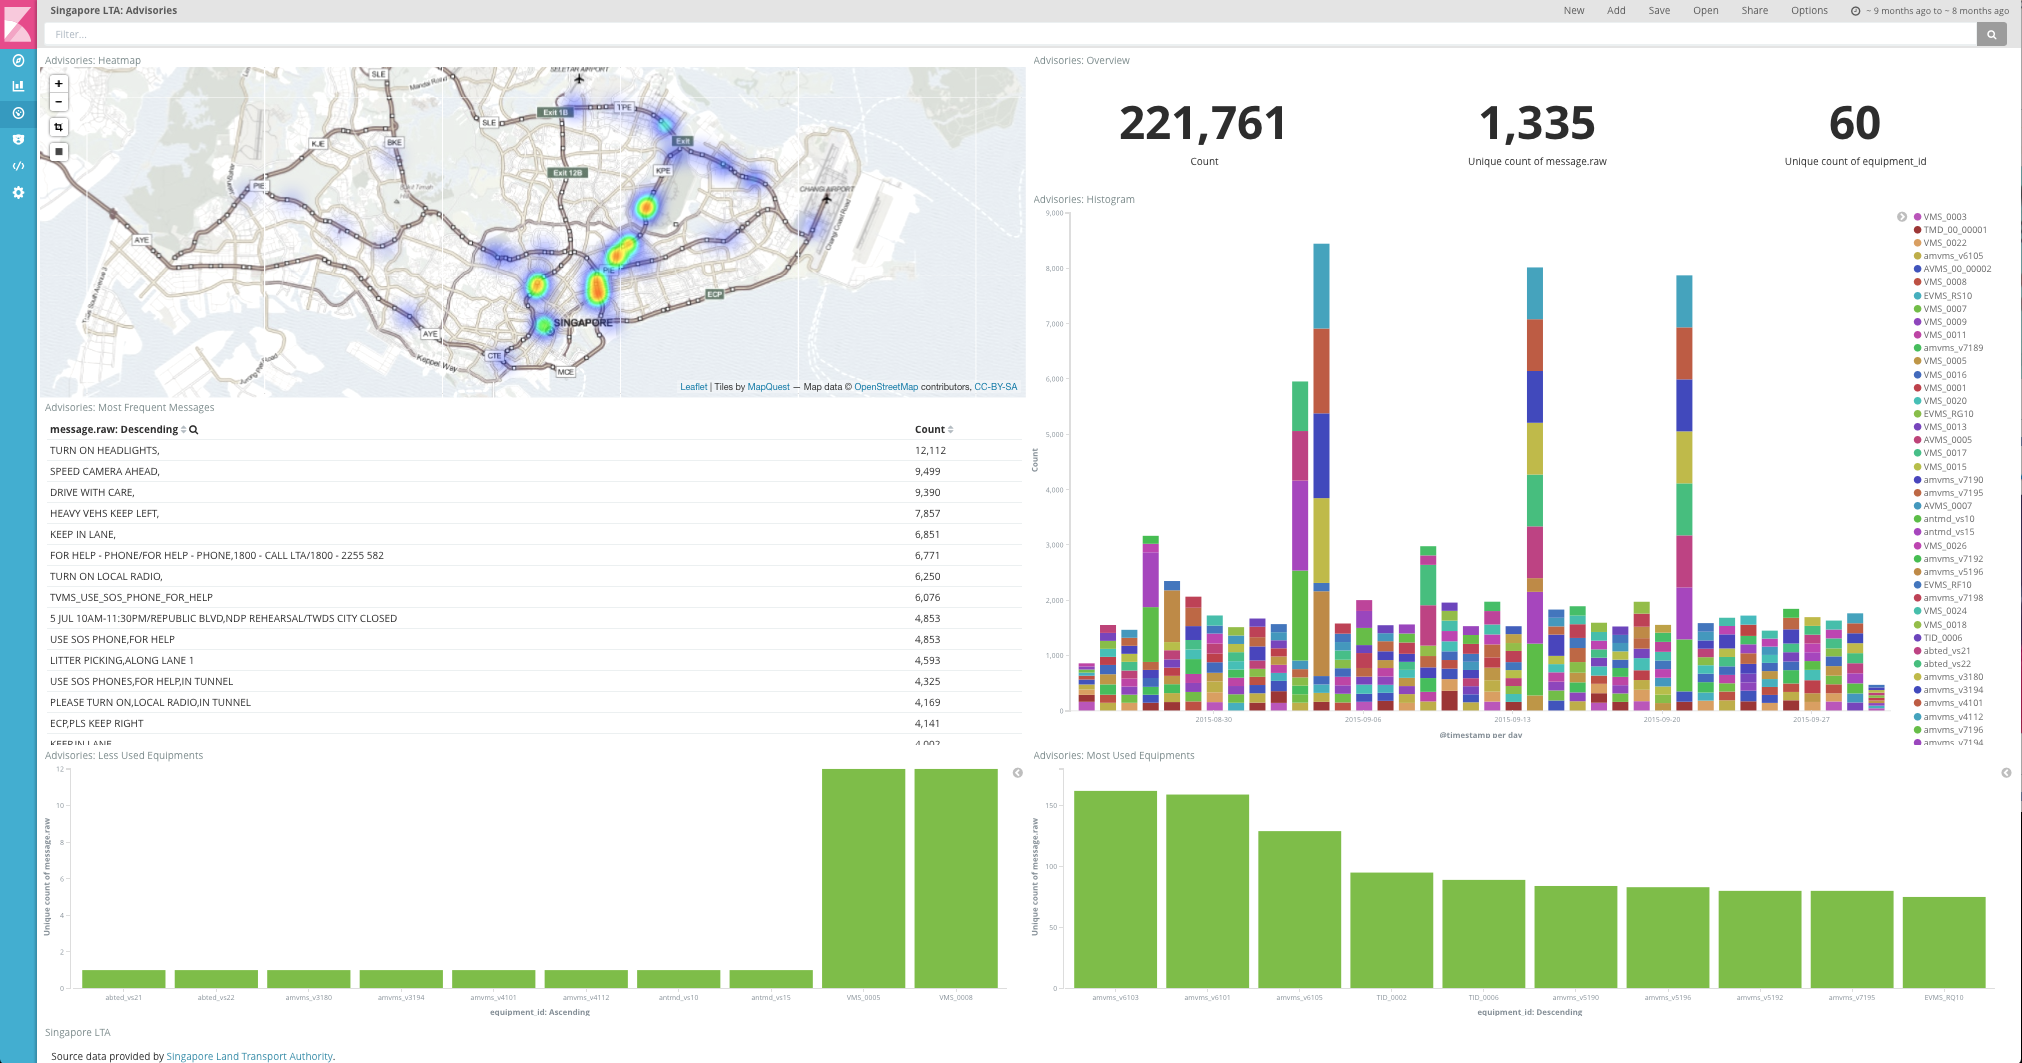 Singapore LTA: Advisories
New Add Save Open Share Options ~ 9 months ago to ~ 8 months ago
Filter...
Advisories: Heatmap
+
−
SLE
Mandai Road
SELETAR AIRPORT
Exit 1B
TPE
SLE
KJE
BKE
Exit
Exit 12B
KPE
PIE
Bukit Timah
CHANGI AIRPORT
Changi Coast Road
AYE
PIE
ECP
SINGAPORE
AYE
CTE
Keppel Way
MCE
Leaflet | Tiles by MapQuest — Map data © OpenStreetMap contributors, CC-BY-SA
Advisories: Overview
221,761
Count
1,335
Unique count of message.raw
60
Unique count of equipment_id
Advisories: Most Frequent Messages
message.raw: Descending Count
TURN ON HEADLIGHTS, 12,112
SPEED CAMERA AHEAD, 9,499
DRIVE WITH CARE, 9,390
HEAVY VEHS KEEP LEFT, 7,857
KEEP IN LANE, 6,851
FOR HELP - PHONE/FOR HELP - PHONE,1800 - CALL LTA/1800 - 2255 582 6,771
TURN ON LOCAL RADIO, 6,250
TVMS_USE_SOS_PHONE_FOR_HELP 6,076
5 JUL 10AM-11:30PM/REPUBLIC BLVD,NDP REHEARSAL/TWDS CITY CLOSED 4,853
USE SOS PHONE,FOR HELP 4,853
LITTER PICKING,ALONG LANE 1 4,593
USE SOS PHONES,FOR HELP,IN TUNNEL 4,325
PLEASE TURN ON,LOCAL RADIO,IN TUNNEL 4,169
ECP,PLS KEEP RIGHT 4,141
KEEP IN LANE 4,002
Advisories: Histogram
9,000
8,000
7,000
6,000
5,000
4,000
3,000
2,000
1,000
0
Count
2015-08-30 2015-09-06 2015-09-13 2015-09-20 2015-09-27
@timestamp per day
VMS_0003
TMD_00_00001
VMS_0022
amvms_v6105
AVMS_00_00002
VMS_0008
EVMS_RS10
VMS_0007
VMS_0009
VMS_0011
amvms_v7189
VMS_0005
VMS_0016
VMS_0001
VMS_0020
EVMS_RG10
VMS_0013
AVMS_0005
VMS_0017
VMS_0015
amvms_v7190
amvms_v7195
AVMS_0007
antmd_vs10
antmd_vs15
VMS_0026
amvms_v7192
amvms_v5196
EVMS_RF10
amvms_v7198
VMS_0024
VMS_0018
TID_0006
abted_vs21
abted_vs22
amvms_v3180
amvms_v3194
amvms_v4101
amvms_v4112
amvms_v7196
amvms_v7194
Advisories: Less Used Equipments
12
10
8
6
4
2
0
Unique count of message.raw
abted_vs21 abted_vs22 amvms_v3180 amvms_v3194 amvms_v4101 amvms_v4112 antmd_vs10 antmd_vs15 VMS_0005 VMS_0008
equipment_id: Ascending
Advisories: Most Used Equipments
150
100
50
0
Unique count of message.raw
amvms_v6103 amvms_v6101 amvms_v6105 TID_0002 TID_0006 amvms_v5190 amvms_v5196 amvms_v5192 amvms_v7195 EVMS_RQ10
equipment_id: Descending
Singapore LTA
Source data provided by Singapore Land Transport Authority.